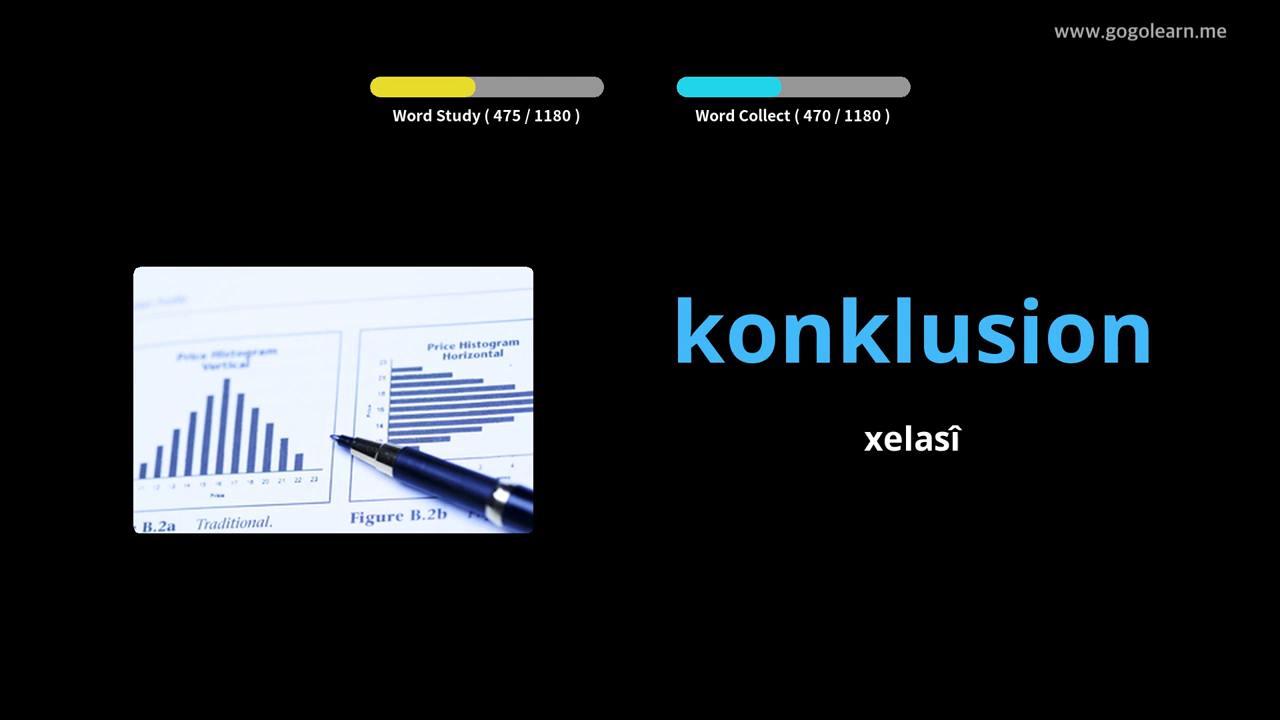 www.gogolearn.me
Word Study ( 475 / 1180 )
Word Collect ( 470 / 1180 )
Price Histogram
Vertical
Price Histogram
Horizontal
Price
B.2a Traditional.
Figure B.2b
konklusion
xelasî